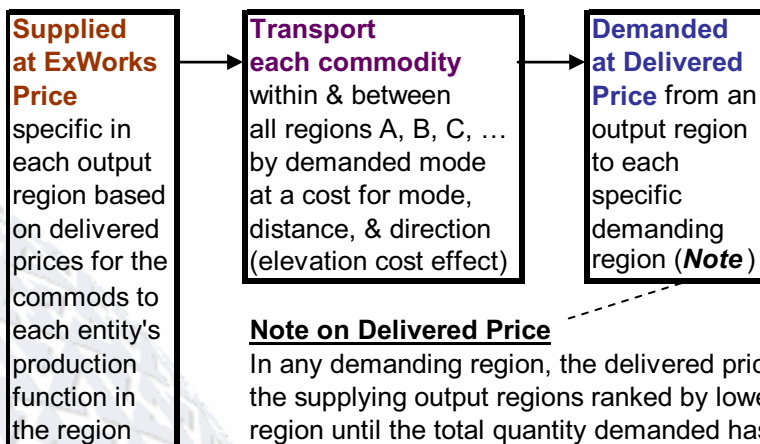 Supplied
at ExWorks
Price
specific in
each output
region based
on delivered
prices for the
commods to
each entity's
production
function in
the region
Transport
each commodity
within & between
all regions A, B, C, …
by demanded mode
at a cost for mode,
distance, & direction
(elevation cost effect)
Demanded
at Delivered
Price from an
output region
to each
specific
demanding
region (Note)
Note on Delivered Price
In any demanding region, the delivered pric
the supplying output regions ranked by lowe
region until the total quantity demanded has